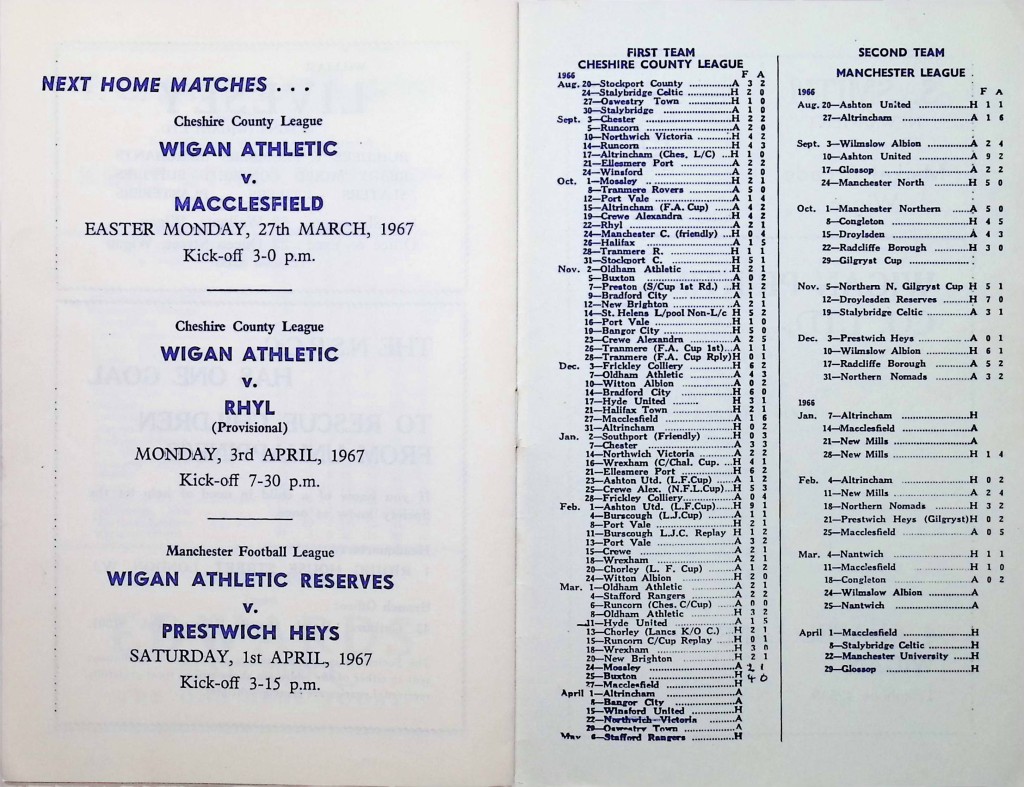 NEXT HOME MATCHES . . .
Cheshire County League
WIGAN ATHLETIC
v.
MACCLESFIELD
EASTER MONDAY, 27th MARCH, 1967
Kick-off 3-0 p.m.
Cheshire County League
WIGAN ATHLETIC
v.
RHYL
(Provisional)
MONDAY, 3rd APRIL, 1967
Kick-off 7-30 p.m.
Manchester Football League
WIGAN ATHLETIC RESERVES
v.
PRESTWICH HEYS
SATURDAY, 1st APRIL, 1967
Kick-off 3-15 p.m.
FIRST TEAM
CHESHIRE COUNTY LEAGUE
1966 F A
Aug. 20—Stockport County ............A 3 2
24—Stalybridge Celtic ............H 2 0
27—Oswestry Town ............H 1 0
30—Stalybridge ............A 1 0
Sept. 3—Chester ............H 2 2
5—Runcorn ............A 2 0
10—Northwich Victoria ............H 4 2
14—Runcorn ............H 4 3
17—Altrincham (Ches. L/C) ...H 1 0
21—Ellesmere Port ............A 2 2
24—Winsford ............A 2 0
Oct. 1—Mossley ............H 2 1
8—Tranmere Rovers ............A 5 0
12—Port Vale ............A 1 4
15—Altrincham (F.A. Cup) ......A 4 2
19—Crewe Alexandra ............H 4 2
22—Rhyl ............A 2 1
24—Manchester C. (friendly) ...H 0 4
26—Halifax ............A 1 5
28—Tranmere R. ............H 1 1
31—Stockport C. ............H 5 1
Nov. 2—Oldham Athletic ............H 2 1
5—Buxton ............A 0 2
7—Preston (S/Cup 1st Rd.) ...H 1 2
9—Bradford City ............A 1 1
12—New Brighton ............A 2 1
14—St. Helens L/pool Non-L/c H 5 2
16—Port Vale ............H 1 0
19—Bangor City ............H 5 0
23—Crewe Alexandra ............A 2 5
26—Tranmere (F.A. Cup 1st)...A 1 1
28—Tranmere (F.A. Cup Rply)H 0 1
Dec. 3—Frickley Colliery ............H 6 2
7—Oldham Athletic ............A 4 3
10—Witton Albion ............A 0 2
14—Bradford City ............H 6 0
17—Hyde United ............H 3 1
21—Halifax Town ............H 2 1
27—Macclesfield ............A 1 6
31—Altrincham ............H 0 2
Jan. 2—Southport (Friendly) ......H 0 3
7—Chester ............A 3 3
14—Northwich Victoria ............A 2 2
16—Wrexham (C/Chal. Cup. ...H 4 1
21—Ellesmere Port ............H 6 2
23—Ashton Utd. (L.F.Cup) ......A 1 2
25—Crewe Alex. (N.F.L.Cup)...H 5 3
28—Frickley Colliery............A 0 4
Feb. 1—Ashton Utd. (L.F.Cup).....H 9 1
4—Burscough (L.J.Cup) ......A 1 1
8—Port Vale ............H 2 1
11—Burscough L.J.C. Replay H 1 2
13—Port Vale ............A 3 2
15—Crewe ............A 2 1
18—Wrexham ............A 2 1
20—Chorley (L. F. Cup) ......A 1 2
24—Witton Albion ............H 2 0
Mar. 1—Oldham Athletic ............A 2 1
4—Stafford Rangers ............A 2 2
6—Runcorn (Ches. C/Cup) ......A 0 0
8—Oldham Athletic ............H 3 2
11—Hyde United ............A 1 5
13—Chorley (Lancs K/O C.) ...H 2 1
15—Runcorn C/Cup Replay ...H 0 1
18—Wrexham ............H 3 0
20—New Brighton ............H 2 1
24—Mossley ............A 2 1
25—Buxton ............H 4 0
27—Macclesfield ............H
April 1—Altrincham ............A
8—Bangor City ............A
15—Winsford United ............H
22—Northwich Victoria ............A
29—Oswestry Town ............A
May 6—Stafford Rangers ............H
SECOND TEAM
MANCHESTER LEAGUE
1966 F A
Aug. 20—Ashton United ............H 1 1
27—Altrincham ............A 1 6
Sept. 3—Wilmslow Albion ............A 2 4
10—Ashton United ............A 9 2
17—Glossop ............A 2 2
24—Manchester North ............H 5 0
Oct. 1—Manchester Northern ......A 5 0
8—Congleton ............H 4 5
15—Droylsden ............A 4 3
22—Radcliffe Borough ............H 3 0
29—Gilgryst Cup ............
Nov. 5—Northern N. Gilgryst Cup H 5 1
12—Droylesden Reserves ......H 7 0
19—Stalybridge Celtic ............A 3 1
Dec. 3—Prestwich Heys ............A 0 1
10—Wilmslow Albion ............H 6 1
17—Radcliffe Borough ............A 5 2
31—Northern Nomads ............A 3 2
1966
Jan. 7—Altrincham ............H
14—Macclesfield ............A
21—New Mills ............A
28—New Mills ............H 1 4
Feb. 4—Altrincham ............H 0 2
11—New Mills ............A 2 4
18—Northern Nomads ............H 3 2
21—Prestwich Heys (Gilgryst)H 0 2
25—Macclesfield ............A 0 5
Mar. 4—Nantwich ............H 1 1
11—Macclesfield ............H 1 0
18—Congleton ............A 0 2
24—Wilmslow Albion ............A
25—Nantwich ............A
April 1—Macclesfield ............H
8—Stalybridge Celtic ............H
22—Manchester University .....H
29—Glossop ............H